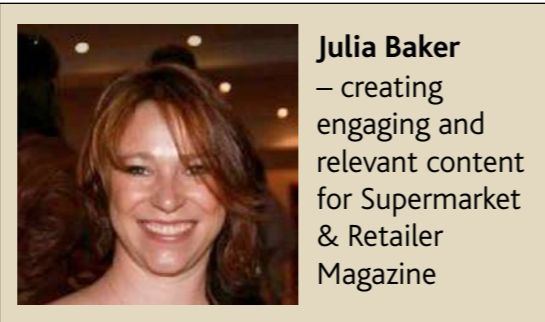 Julia Baker
– creating
engaging and
relevant content
for Supermarket
& Retailer
Magazine